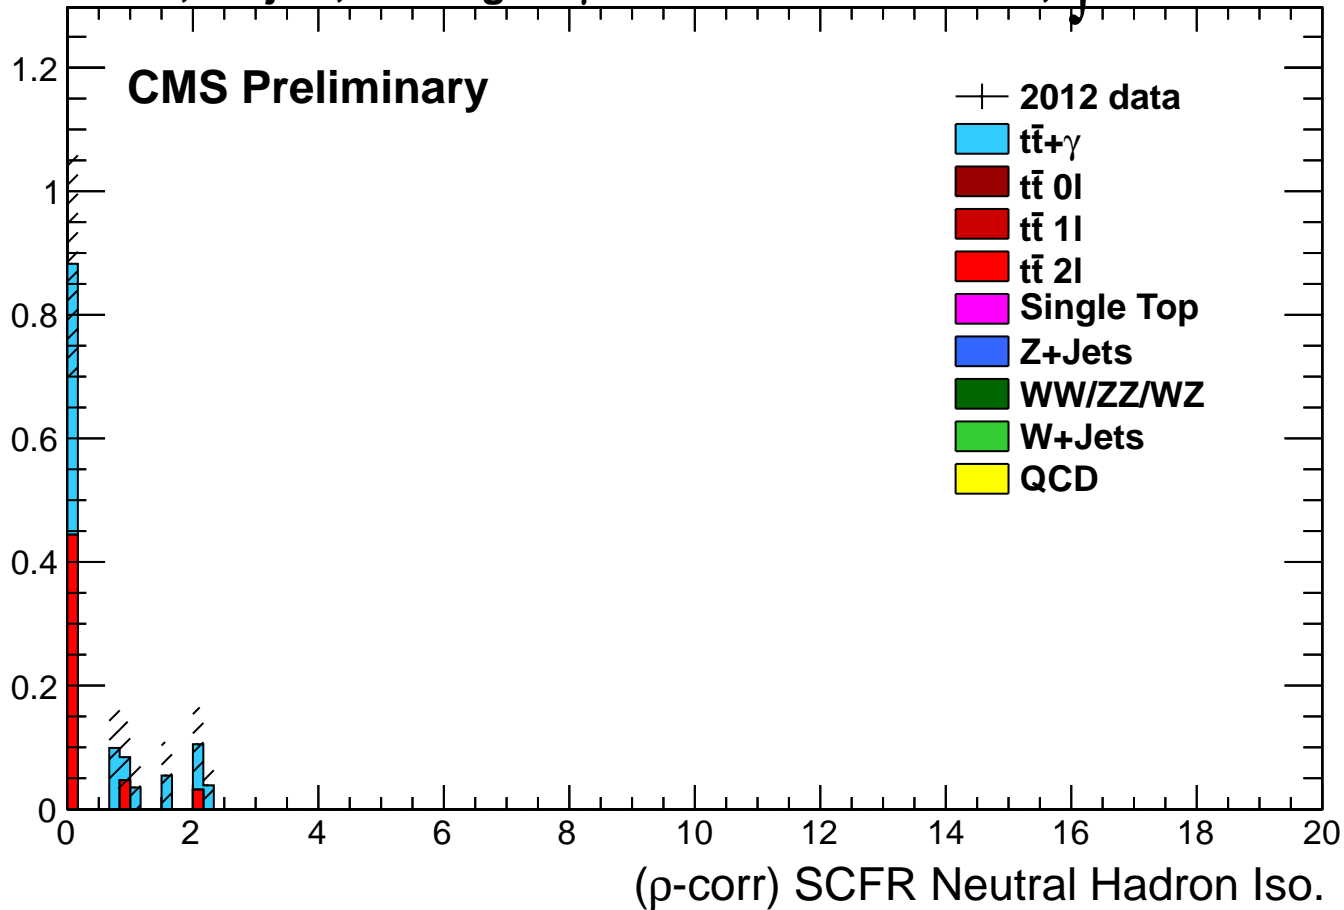 CMS Preliminary
2012 data
tt̄+γ
tt̄ 0l
tt̄ 1l
tt̄ 2l
Single Top
Z+Jets
WW/ZZ/WZ
W+Jets
QCD
1.2
1
0.8
0.6
0.4
0.2
0
0 2 4 6 8 10 12 14 16 18 20
(ρ-corr) SCFR Neutral Hadron Iso.